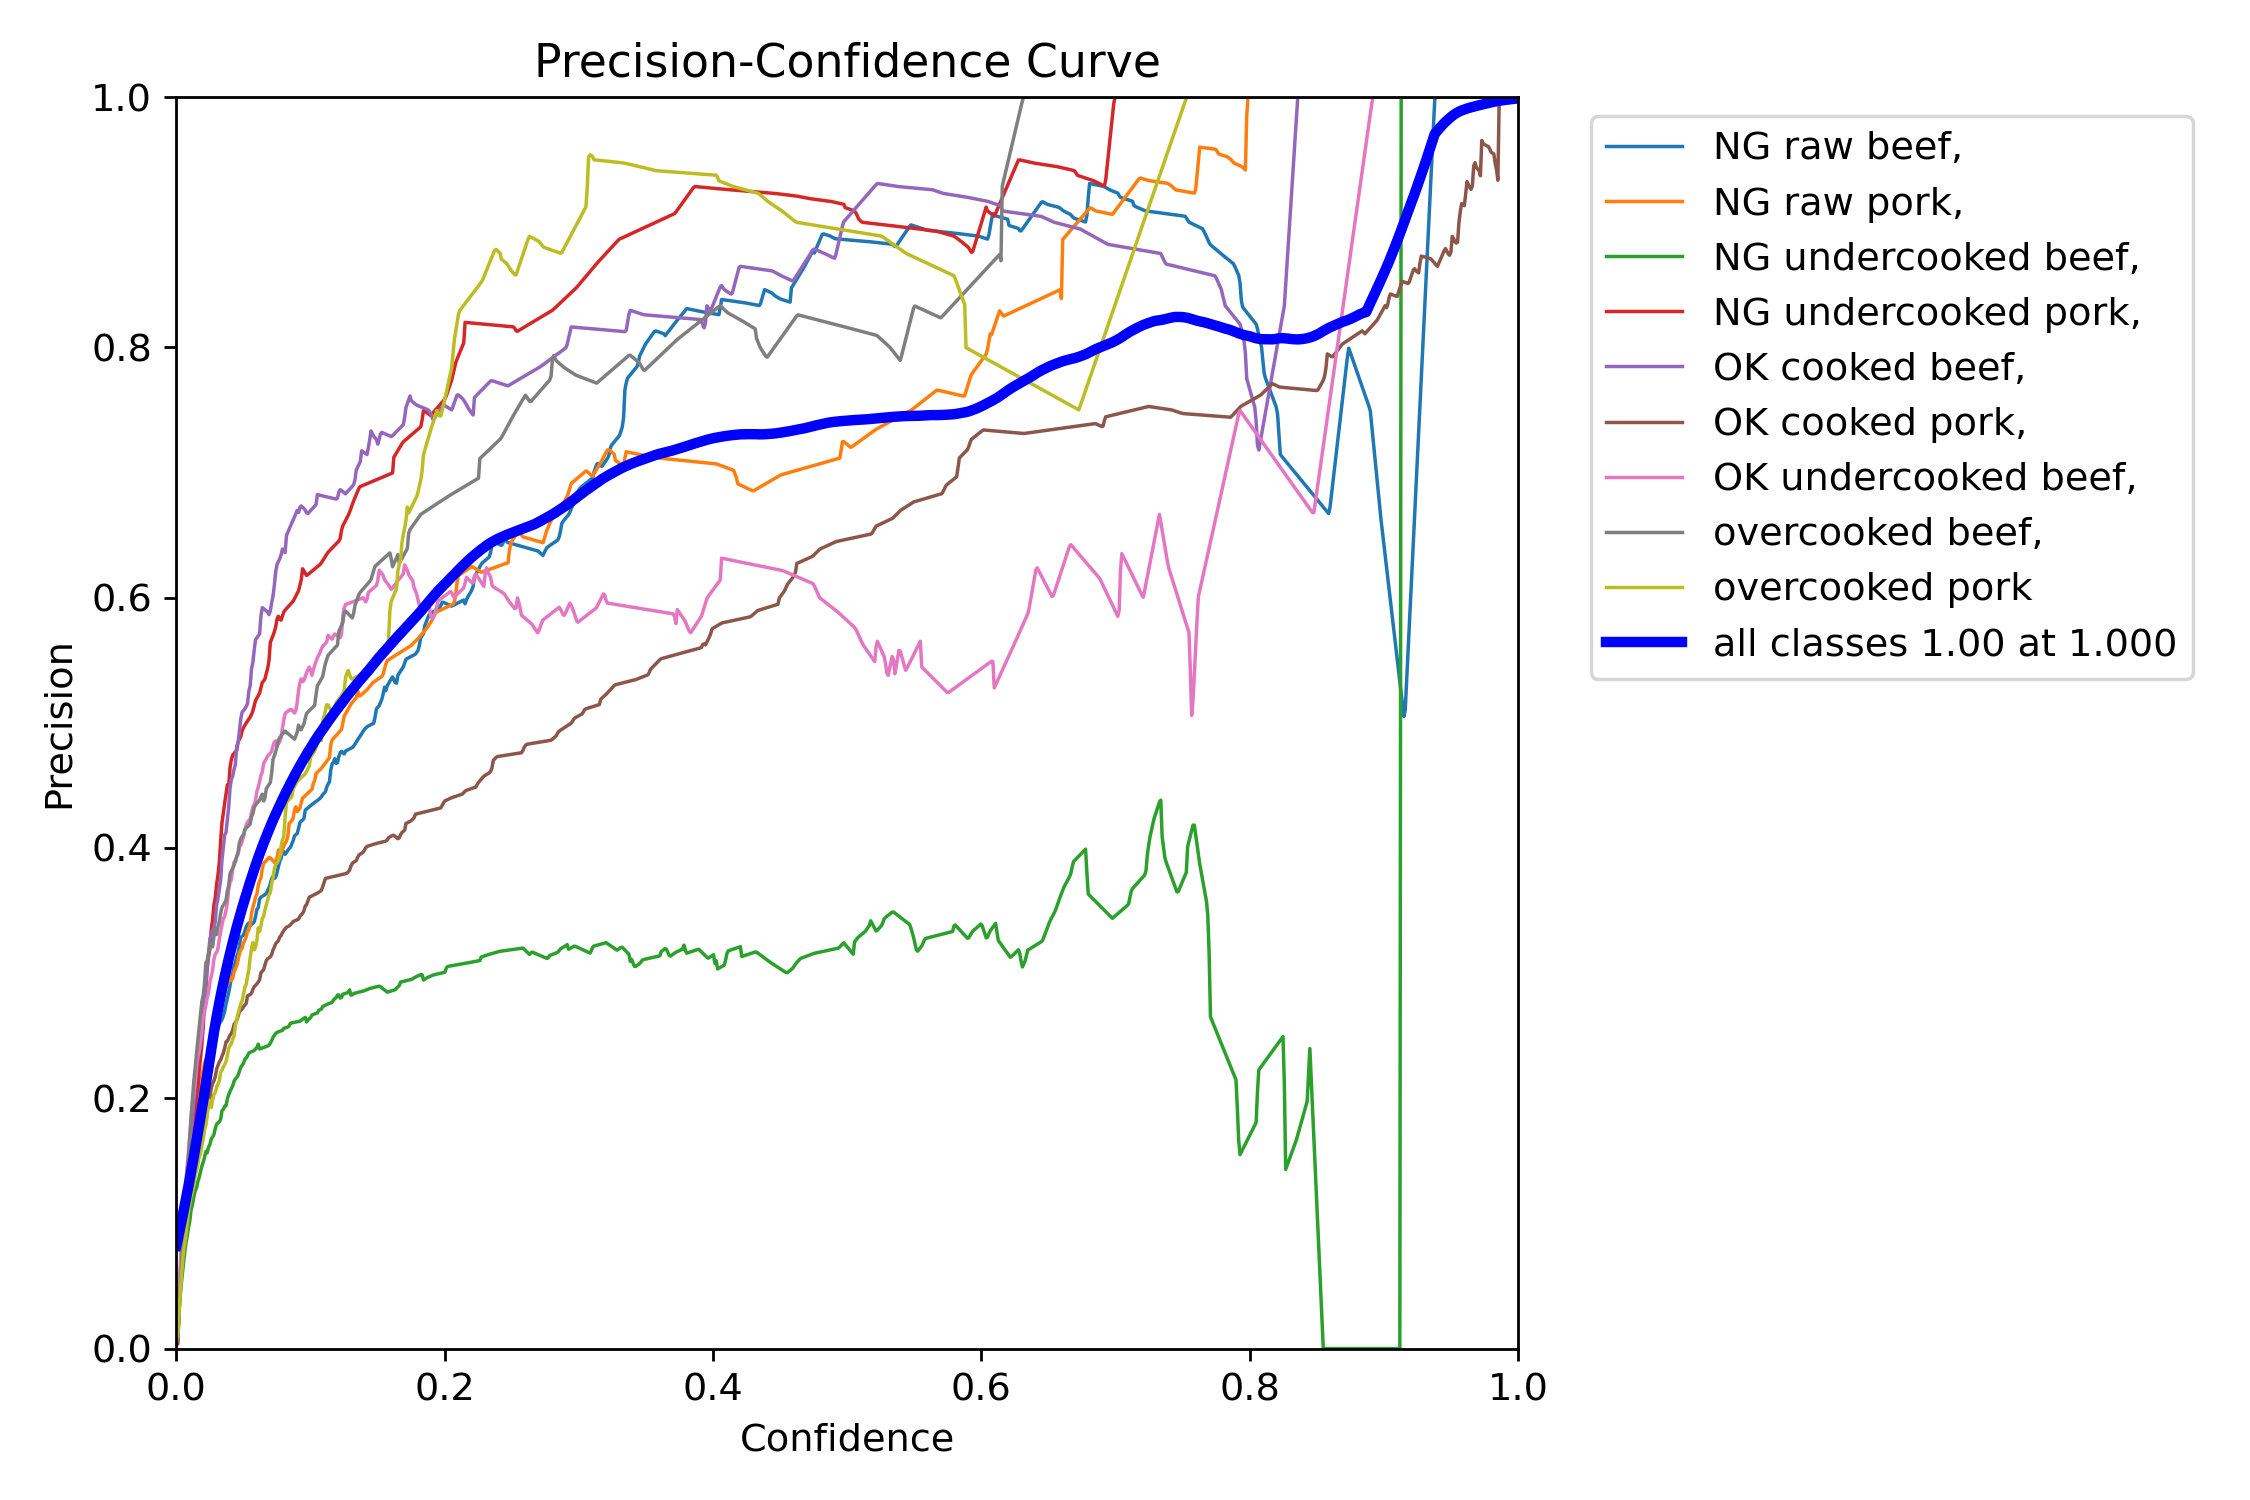 Precision-Confidence Curve
1.0
0.8
0.6
0.4
0.2
0.0
Precision
0.0 0.2 0.4 0.6 0.8 1.0
Confidence
NG raw beef,
NG raw pork,
NG undercooked beef,
NG undercooked pork,
OK cooked beef,
OK cooked pork,
OK undercooked beef,
overcooked beef,
overcooked pork
all classes 1.00 at 1.000